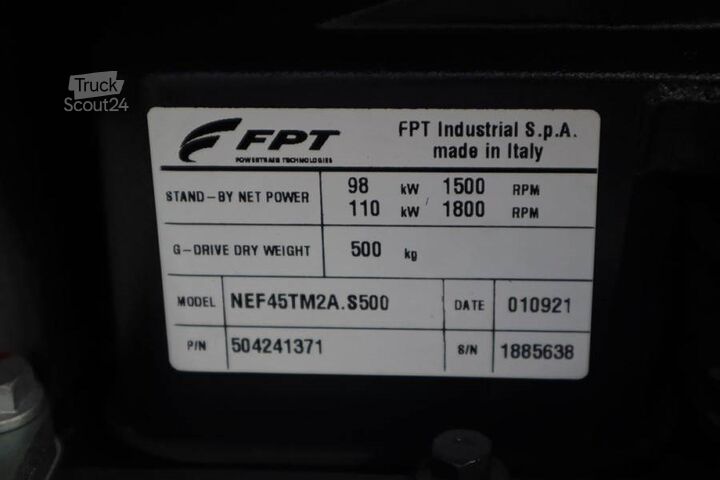 Truck
Scout24
FPT
POWERTRAIN TECHNOLOGIES
FPT Industrial S.p.A.
made in Italy
STAND-BY NET POWER
98 kW 1500 RPM
110 kW 1800 RPM
G-DRIVE DRY WEIGHT 500 kg
MODEL NEF45TM2A.S500 DATE 010921
P/N 504241371 S/N 1885638